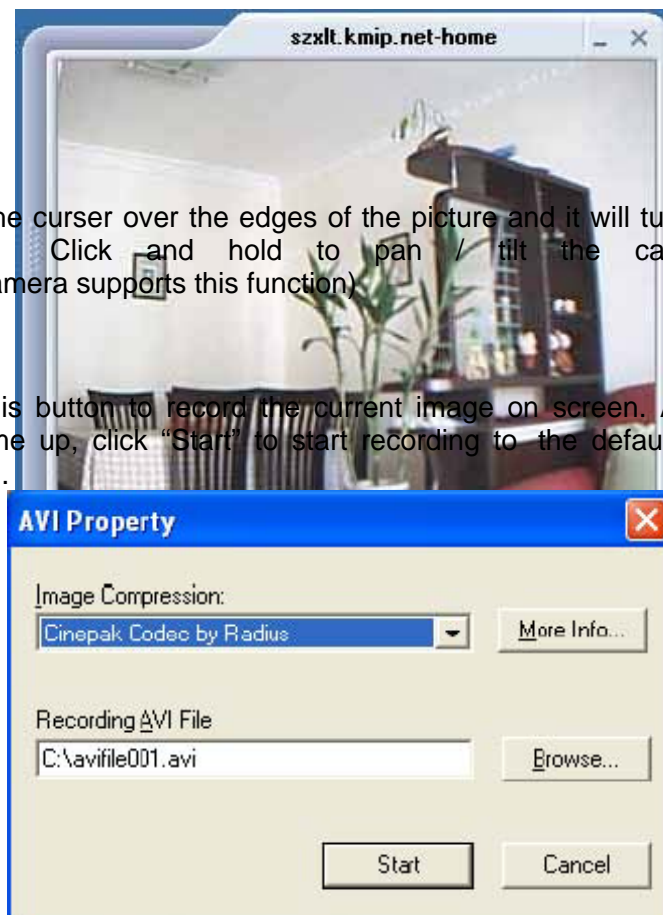 szxlt.kmip.net-home
he curser over the edges of the picture and it will tu
Click and hold to pan / tilt the ca
amera supports this function)
is button to record the current image on screen. A
me up, click “Start” to start recording to the defau
.
AVI Property
Image Compression:
Cinepak Codec by Radius
More Info...
Recording AVI File
C:\avifile001.avi
Browse...
Start
Cancel